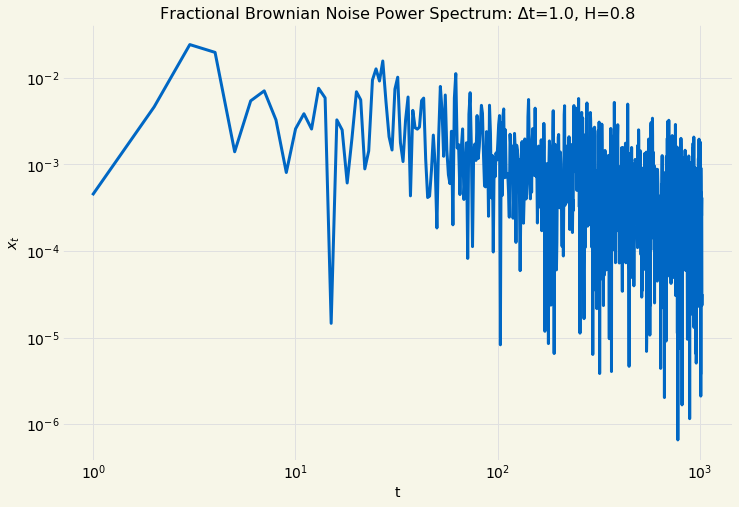 Fractional Brownian Noise Power Spectrum: Δt=1.0, H=0.8
10⁻²
10⁻³
10⁻⁴
10⁻⁵
10⁻⁶
xₜ
10⁰ 10¹ 10² 10³
t